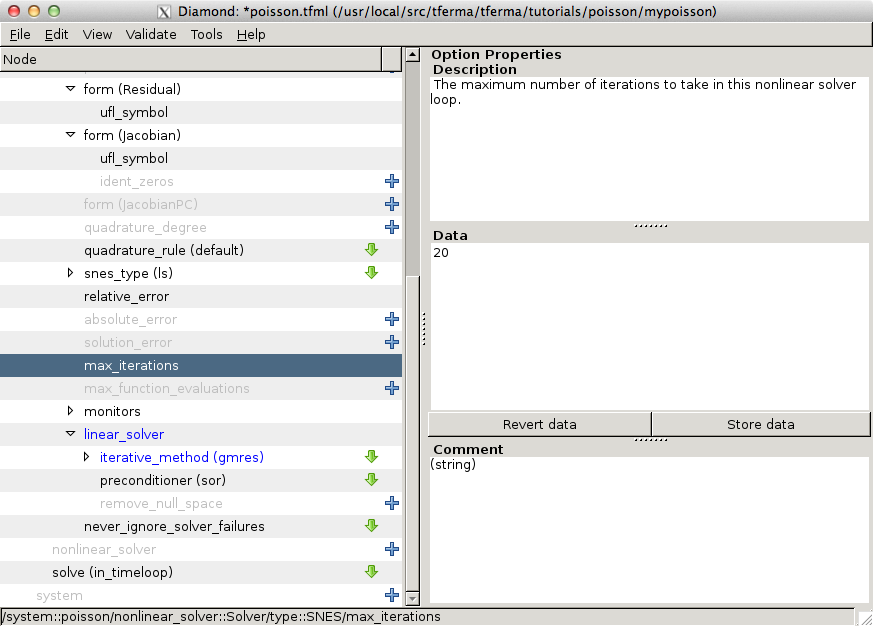 Diamond: *poisson.tfml (/usr/local/src/tferma/tferma/tutorials/poisson/mypoisson)
File Edit View Validate Tools Help
Node
form (Residual)
ufl_symbol
form (Jacobian)
ufl_symbol
ident_zeros
form (JacobianPC)
quadrature_degree
quadrature_rule (default)
snes_type (ls)
relative_error
absolute_error
solution_error
max_iterations
max_function_evaluations
monitors
linear_solver
iterative_method (gmres)
preconditioner (sor)
remove_null_space
never_ignore_solver_failures
nonlinear_solver
solve (in_timeloop)
system
Option Properties
Description
The maximum number of iterations to take in this nonlinear solver
loop.
Data
20
Revert data
Store data
Comment
(string)
/system::poisson/nonlinear_solver::Solver/type::SNES/max_iterations